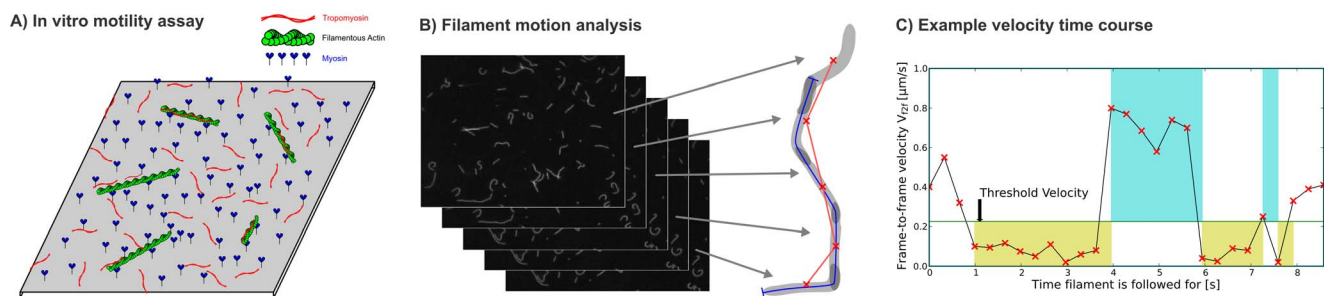 A) In vitro motility assay
Tropomyosin
Filamentous Actin
Myosin
B) Filament motion analysis
C) Example velocity time course
Frame-to-frame velocity Vf2f [μm/s]
1.0
0.8
0.6
0.4
0.2
0.0
Threshold Velocity
0 1 2 3 4 5 6 7 8
Time filament is followed for [s]